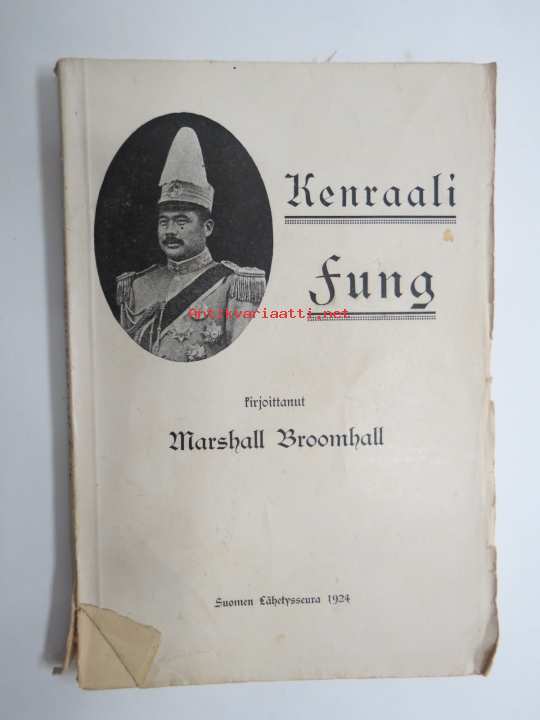 Kenraali
Fung
Antikvariaatti.net
kirjoittanut
Marshall Broomhall
Suomen Lähetysseura 1924